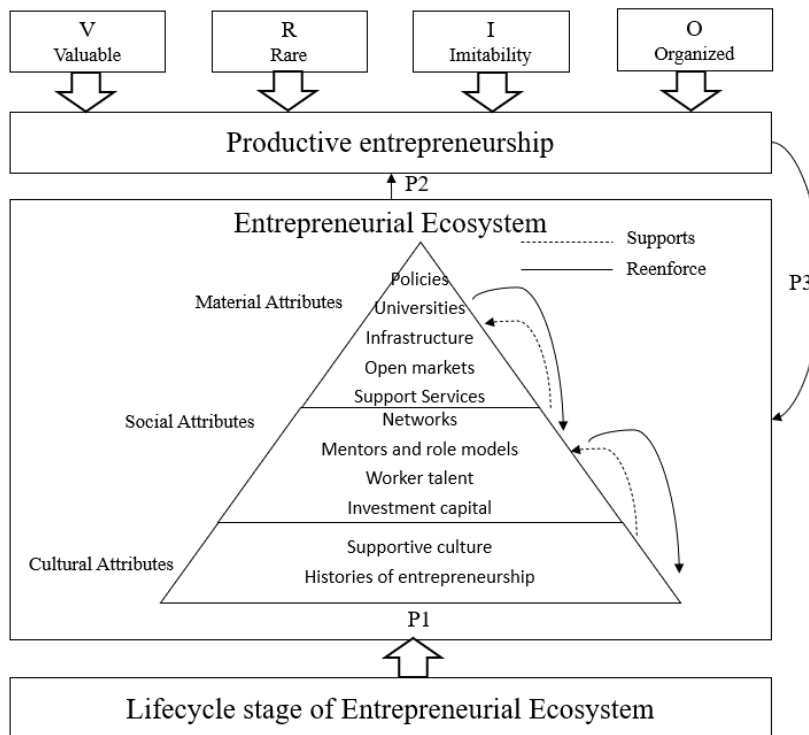 V
Valuable
R
Rare
I
Imitability
O
Organized
Productive entrepreneurship
P2
Entrepreneurial Ecosystem
Supports
Reenforce
P3
Material Attributes
Policies
Universities
Infrastructure
Open markets
Support Services
Social Attributes
Networks
Mentors and role models
Worker talent
Investment capital
Cultural Attributes
Supportive culture
Histories of entrepreneurship
P1
Lifecycle stage of Entrepreneurial Ecosystem